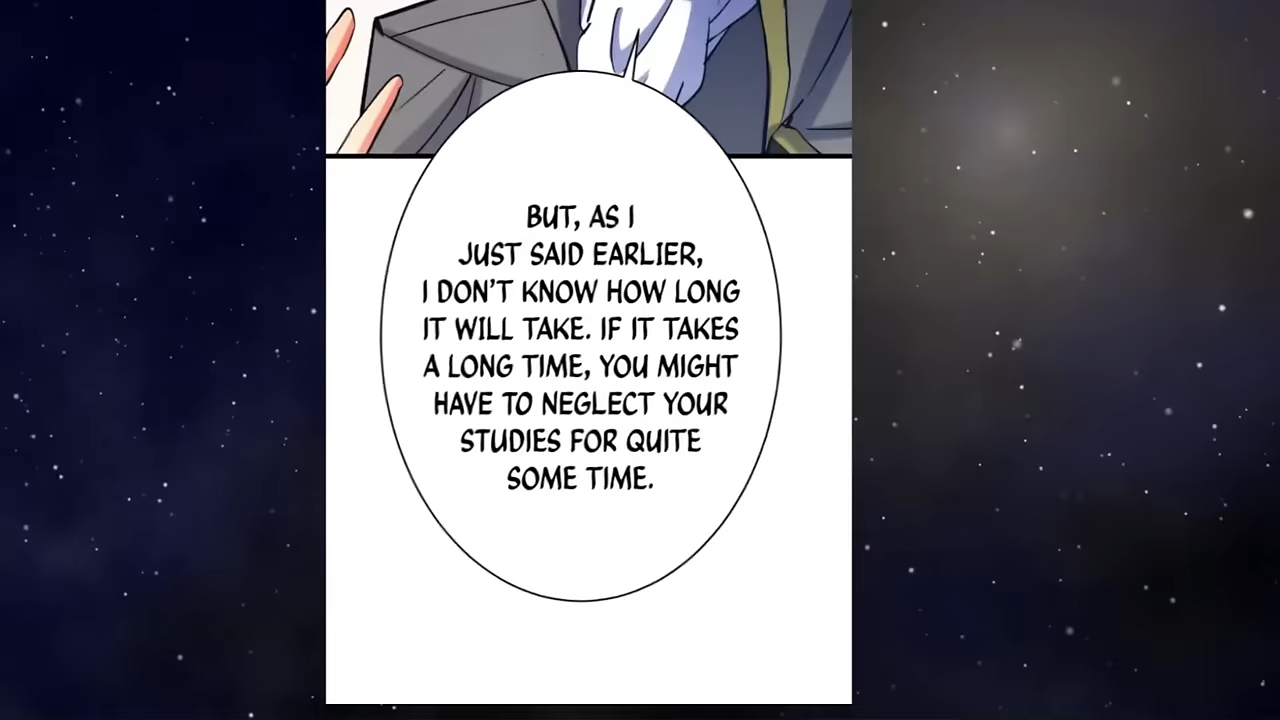 BUT, AS I
JUST SAID EARLIER,
I DON'T KNOW HOW LONG
IT WILL TAKE. IF IT TAKES
A LONG TIME, YOU MIGHT
HAVE TO NEGLECT YOUR
STUDIES FOR QUITE
SOME TIME.